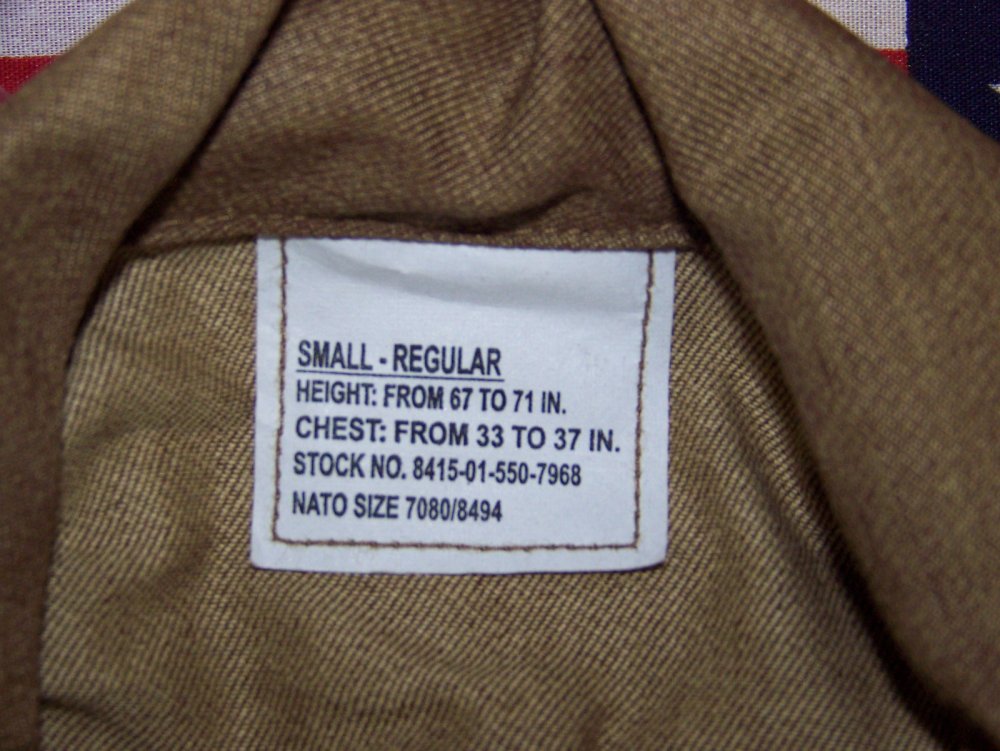 SMALL - REGULAR
HEIGHT: FROM 67 TO 71 IN.
CHEST: FROM 33 TO 37 IN.
STOCK NO. 8415-01-550-7968
NATO SIZE 7080/8494